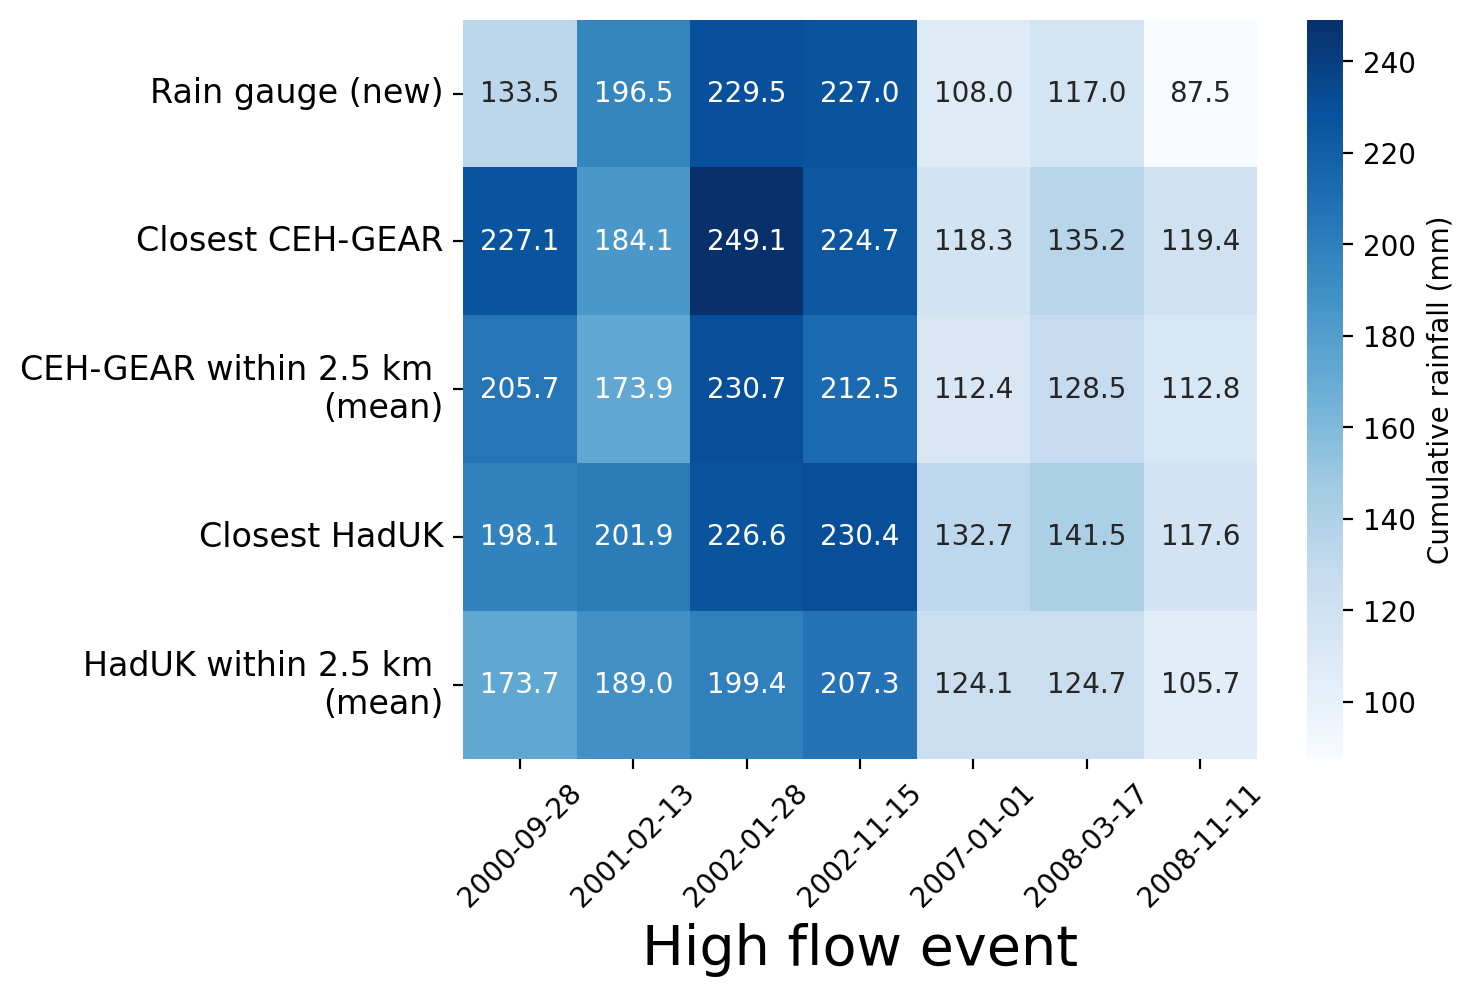 Rain gauge (new)
133.5 196.5 229.5 227.0 108.0 117.0 87.5
Closest CEH-GEAR
227.1 184.1 249.1 224.7 118.3 135.2 119.4
CEH-GEAR within 2.5 km
(mean)
205.7 173.9 230.7 212.5 112.4 128.5 112.8
Closest HadUK
198.1 201.9 226.6 230.4 132.7 141.5 117.6
HadUK within 2.5 km
(mean)
173.7 189.0 199.4 207.3 124.1 124.7 105.7
2000-09-28
2001-02-13
2002-01-28
2002-11-15
2007-01-01
2008-03-17
2008-11-11
High flow event
240
220
200
180
160
140
120
100
Cumulative rainfall (mm)